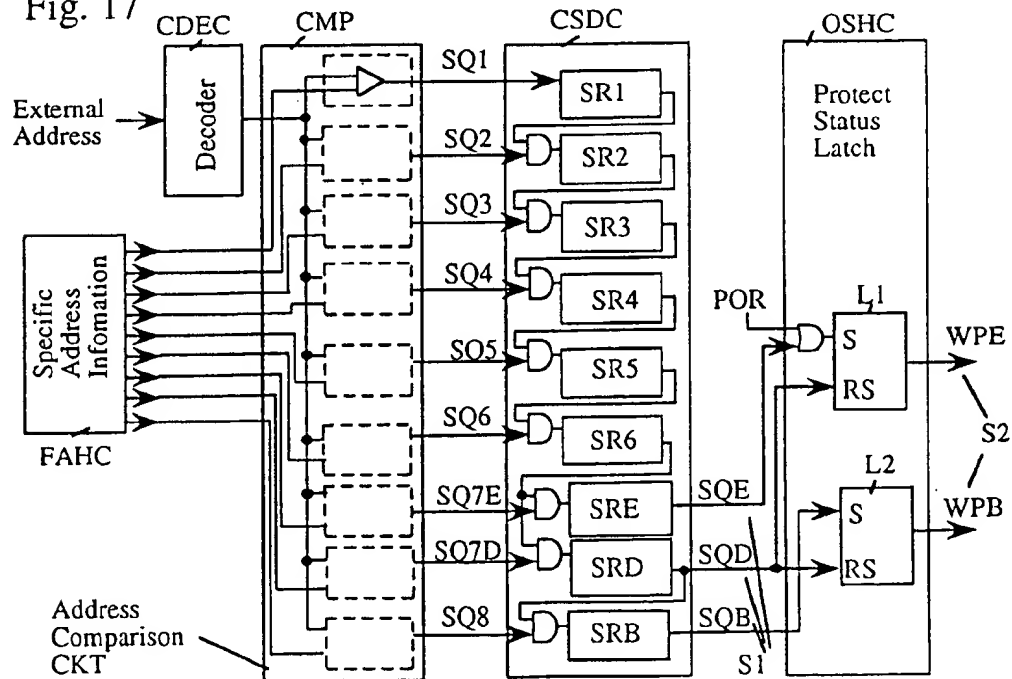 Fig. 17
CDEC
CMP
CSDC
OSHC
External
Address
Decoder
SQ1
SR1
SQ2
SR2
SQ3
SR3
SQ4
SR4
SQ5
SR5
SQ6
SR6
SQ7E
SRE
SQE
SQ7D
SRD
SQD
SQ8
SRB
SQB
S1
Specific
Address
Infomation
FAHC
Address
Comparison
CKT
Protect
Status
Latch
POR
L1
S
RS
WPE
S2
L2
S
RS
WPB